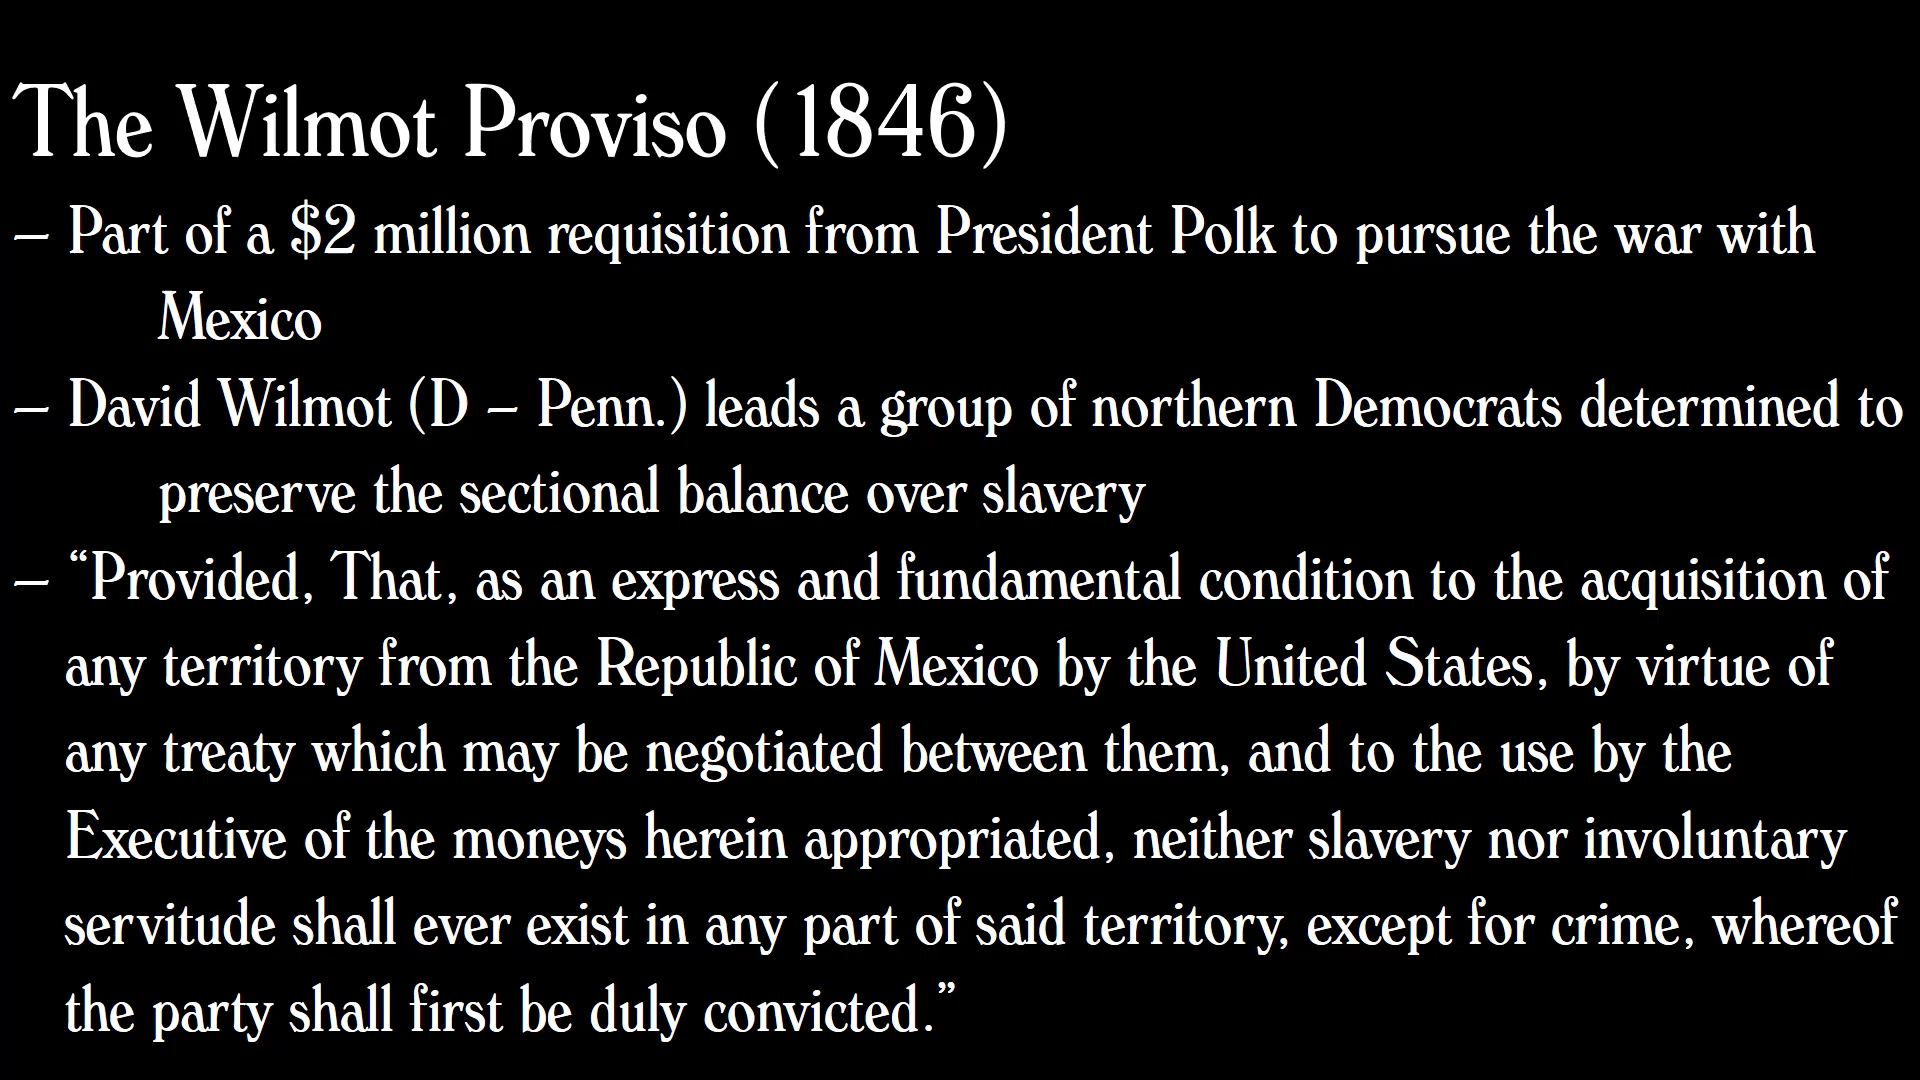 The Wilmot Proviso (1846)
– Part of a $2 million requisition from President Polk to pursue the war with
Mexico
– David Wilmot (D – Penn.) leads a group of northern Democrats determined to
preserve the sectional balance over slavery
– “Provided, That, as an express and fundamental condition to the acquisition of
any territory from the Republic of Mexico by the United States, by virtue of
any treaty which may be negotiated between them, and to the use by the
Executive of the moneys herein appropriated, neither slavery nor involuntary
servitude shall ever exist in any part of said territory, except for crime, whereof
the party shall first be duly convicted.”